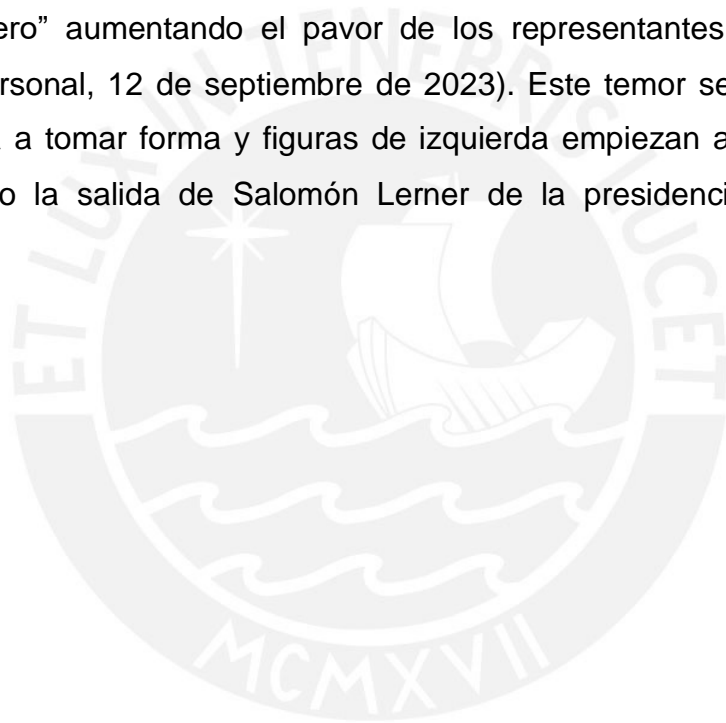 ero” aumentando el pavor de los representantes
ersonal, 12 de septiembre de 2023). Este temor se
a tomar forma y figuras de izquierda empiezan a
o la salida de Salomón Lerner de la presidenci
ET LUX IN TENEBRIS LUCET
MCMXVII